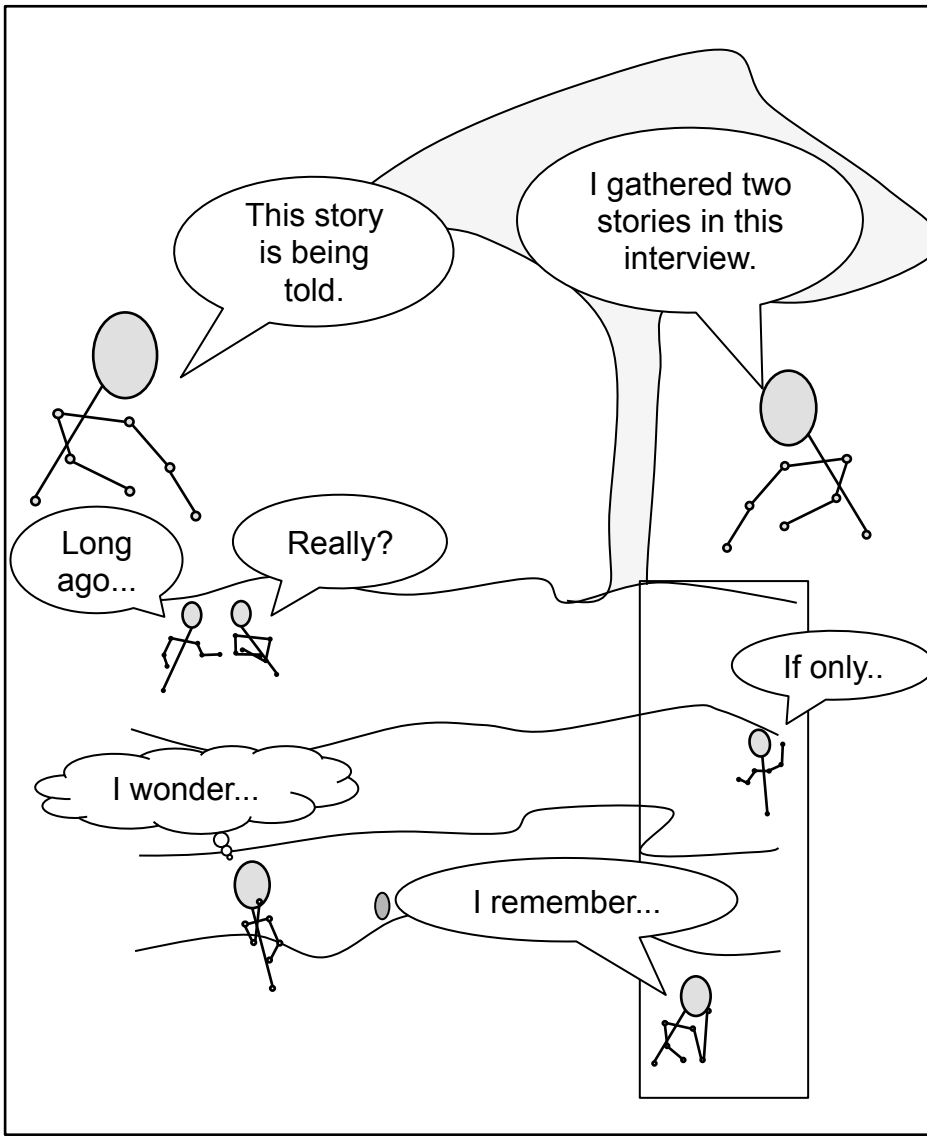 This story
is being
told.
I gathered two
stories in this
interview.
Long
ago...
Really?
If only..
I wonder...
I remember...